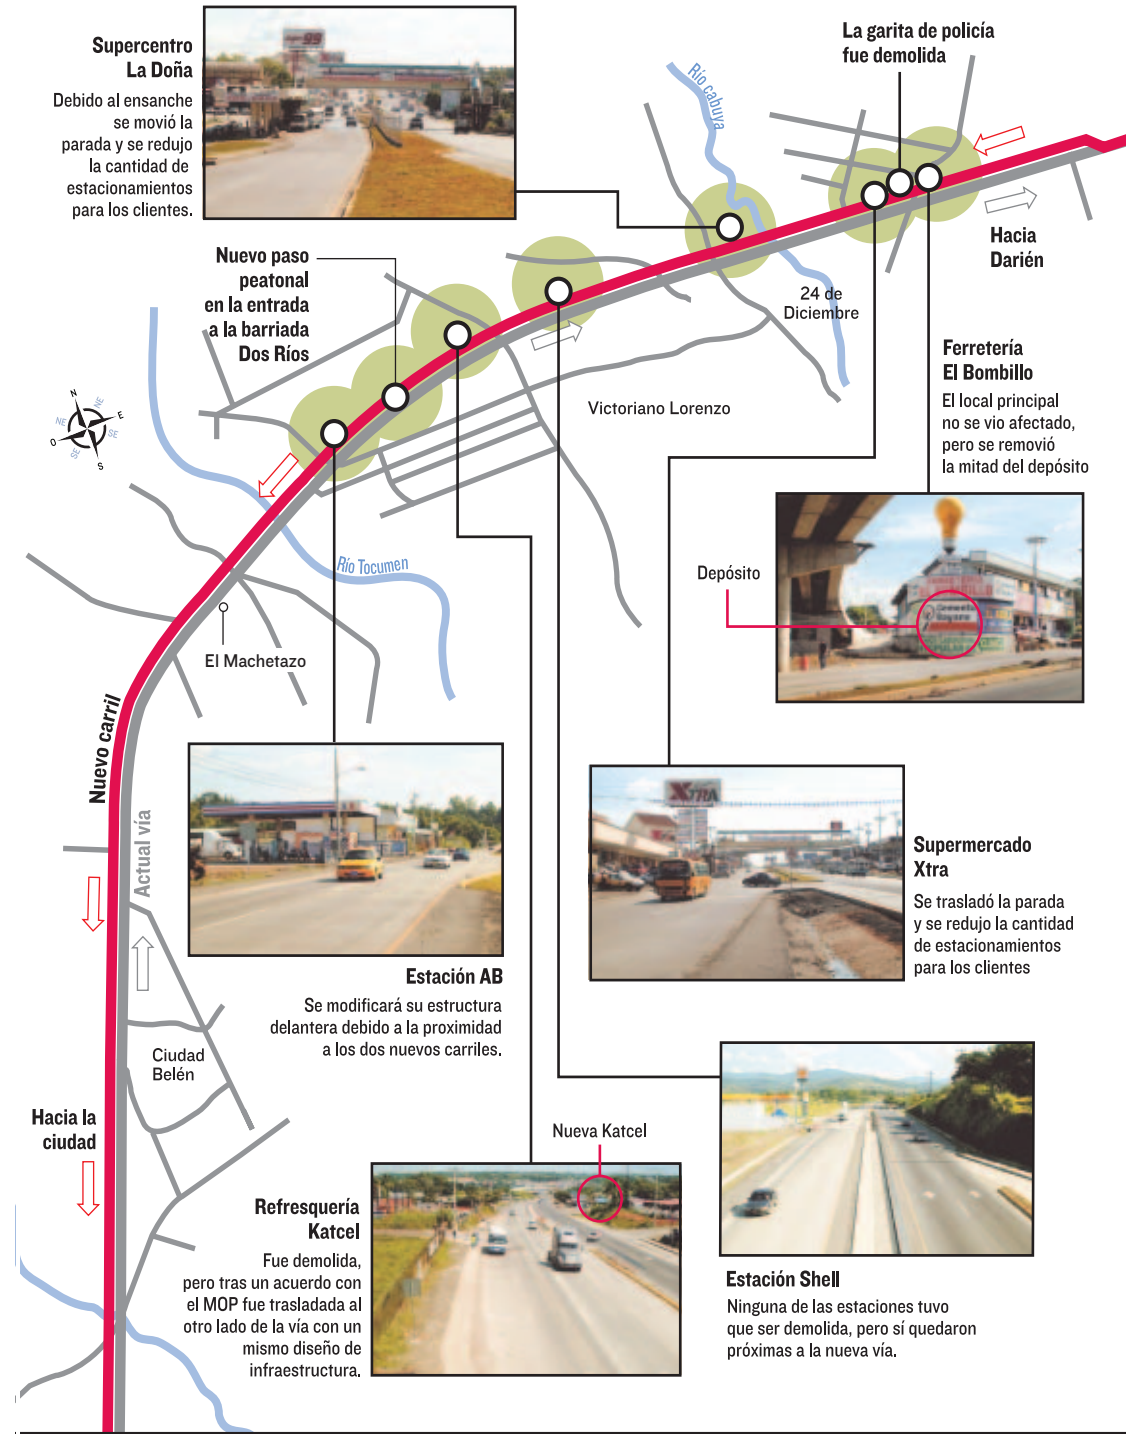 Supercentro
La Doña
Debido al ensanche
se movió la
parada y se redujo
la cantidad de
estacionamientos
para los clientes.
99
La garita de policía
fue demolida
Río cabuya
Hacia
Darién
24 de
Diciembre
Nuevo paso
peatonal
en la entrada
a la barriada
Dos Ríos
Victoriano Lorenzo
Ferretería
El Bombillo
El local principal
no se vio afectado,
pero se removió
la mitad del depósito
Depósito
N
NE
E
SE
S
SE
O
NE
Río Tocumen
El Machetazo
Nuevo carril
Actual vía
XTRA
Supermercado
Xtra
Se trasladó la parada
y se redujo la cantidad
de estacionamientos
para los clientes
Estación AB
Se modificará su estructura
delantera debido a la proximidad
a los dos nuevos carriles.
Ciudad
Belén
Hacia la
ciudad
Nueva Katcel
Refresquería
Katcel
Fue demolida,
pero tras un acuerdo con
el MOP fue trasladada al
otro lado de la vía con un
mismo diseño de
infraestructura.
Estación Shell
Ninguna de las estaciones tuvo
que ser demolida, pero sí quedaron
próximas a la nueva vía.